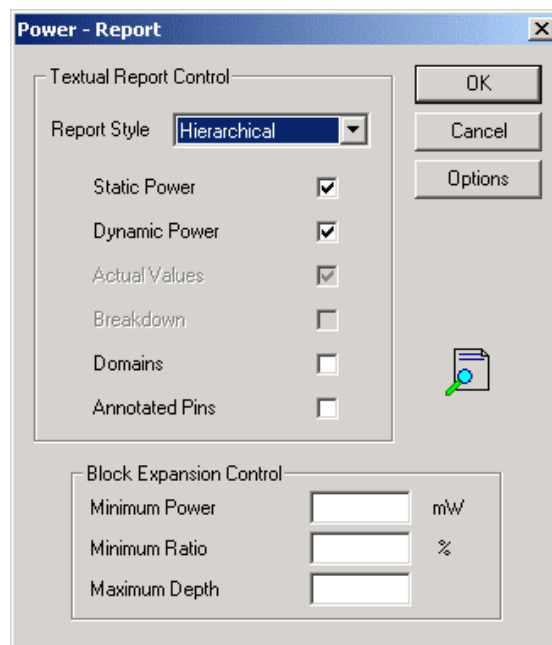 Power - Report
Textual Report Control
OK
Report Style Hierarchical
Cancel
Static Power
Options
Dynamic Power
Actual Values
Breakdown
Domains
Annotated Pins
Block Expansion Control
Minimum Power mW
Minimum Ratio %
Maximum Depth